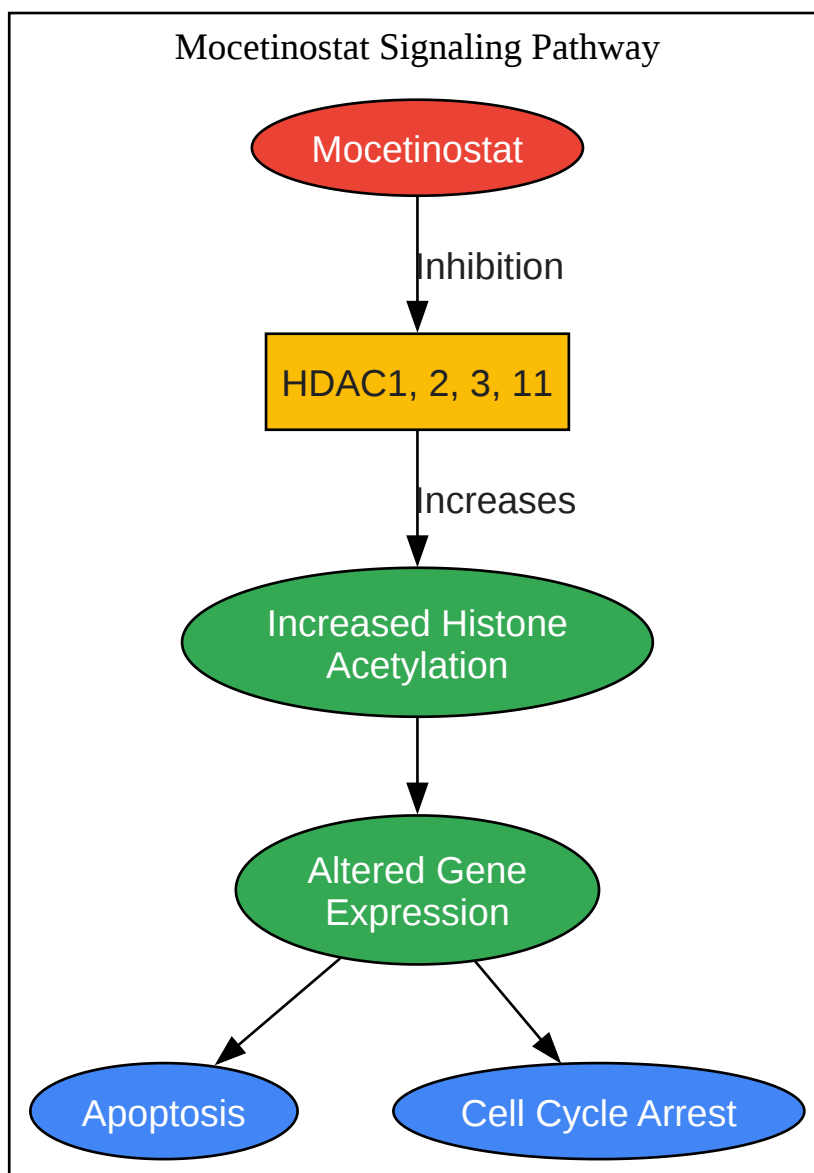 Mocetinostat Signaling Pathway
Mocetinostat
Inhibition
HDAC1, 2, 3, 11
Increases
Increased Histone
Acetylation
Altered Gene
Expression
Apoptosis
Cell Cycle Arrest